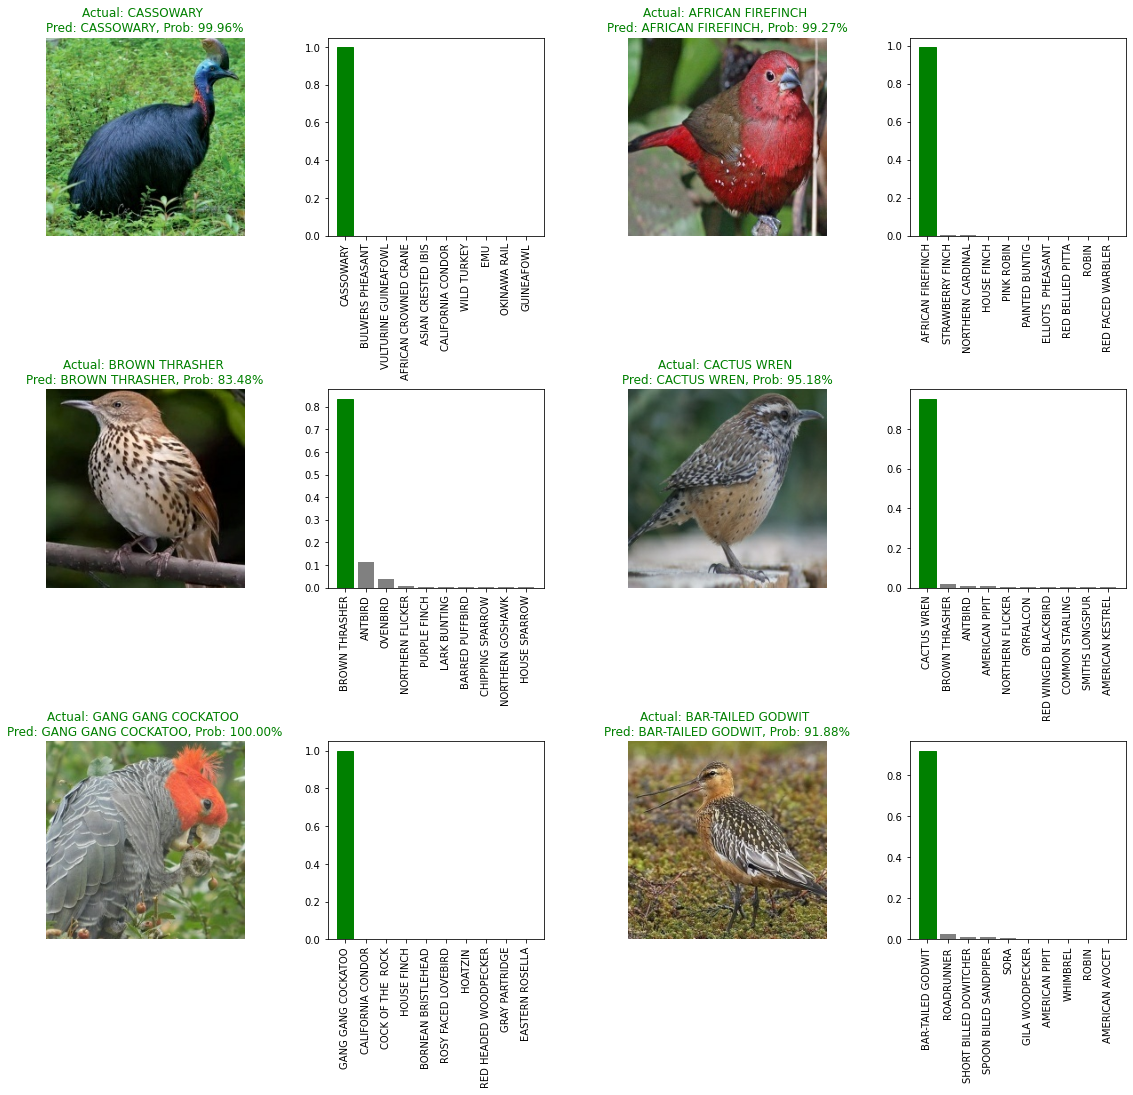 Actual: CASSOWARY
Pred: CASSOWARY, Prob: 99.96%
1.0
0.8
0.6
0.4
0.2
0.0
CASSOWARY
BULWERS PHEASANT
VULTURINE GUINEAFOWL
AFRICAN CROWNED CRANE
ASIAN CRESTED IBIS
CALIFORNIA CONDOR
WILD TURKEY
EMU
OKINAWA RAIL
GUINEAFOWL
Actual: AFRICAN FIREFINCH
Pred: AFRICAN FIREFINCH, Prob: 99.27%
1.0
0.8
0.6
0.4
0.2
0.0
AFRICAN FIREFINCH
STRAWBERRY FINCH
NORTHERN CARDINAL
HOUSE FINCH
PINK ROBIN
PAINTED BUNTIG
ELLIOTS  PHEASANT
RED BELLIED PITTA
ROBIN
RED FACED WARBLER
Actual: BROWN THRASHER
Pred: BROWN THRASHER, Prob: 83.48%
0.8
0.7
0.6
0.5
0.4
0.3
0.2
0.1
0.0
BROWN THRASHER
ANTBIRD
OVENBIRD
NORTHERN FLICKER
PURPLE FINCH
LARK BUNTING
BARRED PUFFBIRD
CHIPPING SPARROW
NORTHERN GOSHAWK
HOUSE SPARROW
Actual: CACTUS WREN
Pred: CACTUS WREN, Prob: 95.18%
0.8
0.6
0.4
0.2
0.0
CACTUS WREN
BROWN THRASHER
ANTBIRD
AMERICAN PIPIT
NORTHERN FLICKER
GYRFALCON
RED WINGED BLACKBIRD
COMMON STARLING
SMITHS LONGSPUR
AMERICAN KESTREL
Actual: GANG GANG COCKATOO
Pred: GANG GANG COCKATOO, Prob: 100.00%
1.0
0.8
0.6
0.4
0.2
0.0
GANG GANG COCKATOO
CALIFORNIA CONDOR
COCK OF THE  ROCK
HOUSE FINCH
BORNEAN BRISTLEHEAD
ROSY FACED LOVEBIRD
HOATZIN
RED HEADED WOODPECKER
GRAY PARTRIDGE
EASTERN ROSELLA
Actual: BAR-TAILED GODWIT
Pred: BAR-TAILED GODWIT, Prob: 91.88%
0.8
0.6
0.4
0.2
0.0
BAR-TAILED GODWIT
ROADRUNNER
SHORT BILLED DOWITCHER
SPOON BILED SANDPIPER
SORA
GILA WOODPECKER
AMERICAN PIPIT
WHIMBREL
ROBIN
AMERICAN AVOCET